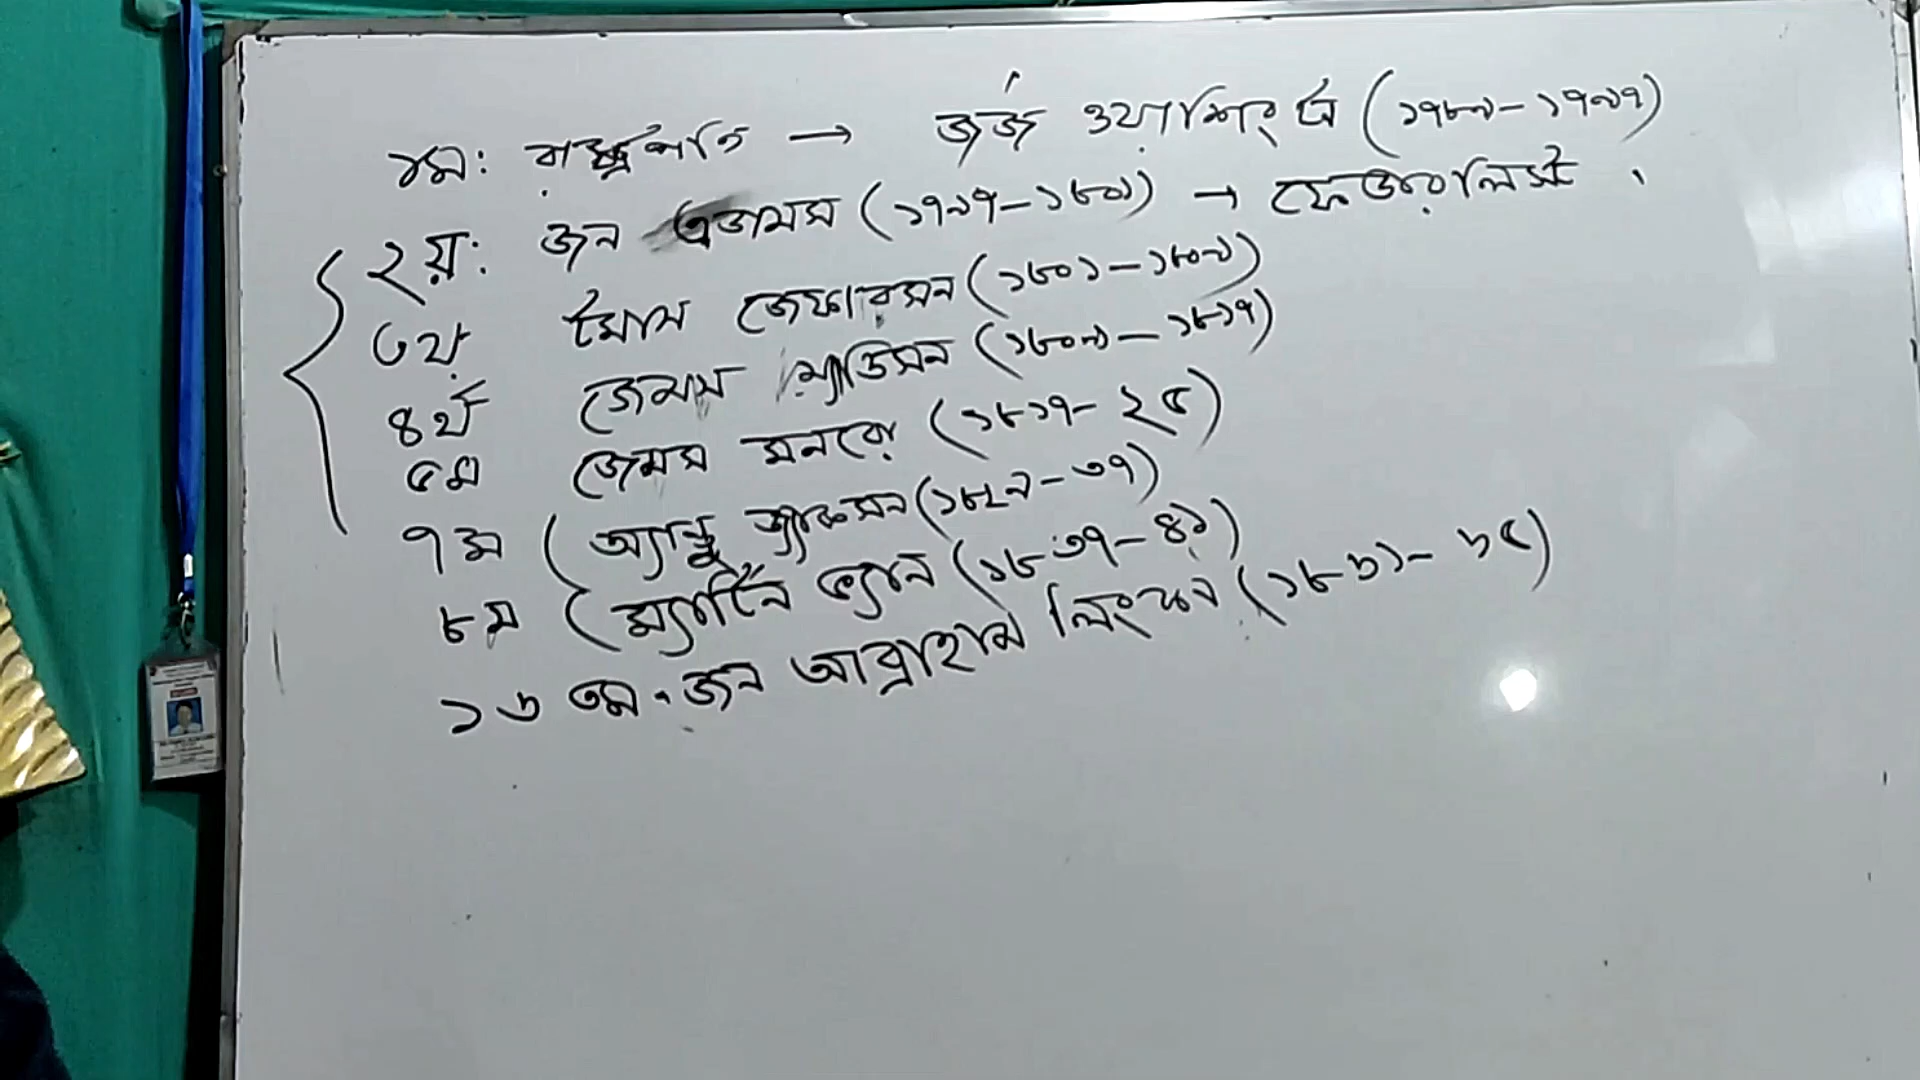 ১ম: রাষ্ট্রপতি → জর্জ ওয়াশিংটন (১৭৮৯–১৭৯৭)
২য়: জন এডামস (১৭৯৭–১৮০১) → ফেডারেলিস্ট ।
৩য় টমাস জেফারসন (১৮০১–১৮০৯)
৪র্থ জেমস ম্যাডিসন (১৮০৯–১৮১৭)
৫ম জেমস মনরো (১৮১৭–২৫)
৭ম ( অ্যান্ড্রু জ্যাকসন (১৮২৯–৩৭)
৮ম ( ম্যার্টিন ভ্যান (১৮৩৭–৪১)
১৬ তম. জন আব্রাহাম লিংকন (১৮৬১–৬৫)